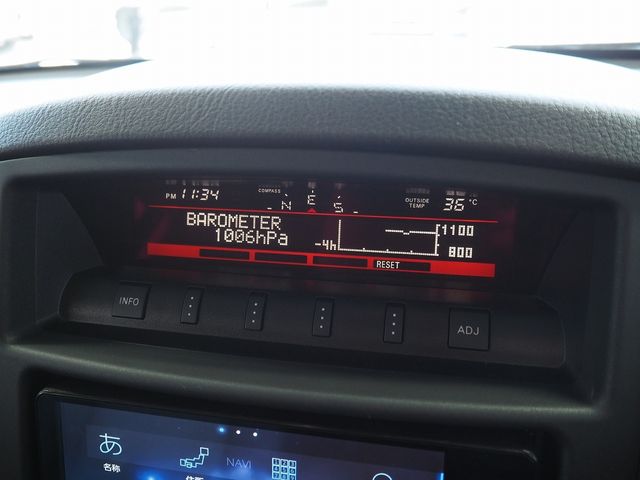 PM 11:34
COMPASS
N E S
OUTSIDE TEMP 36 °C
BAROMETER
1006hPa
-4h
1100
800
RESET
INFO
ADJ
あ
名称
NAVI